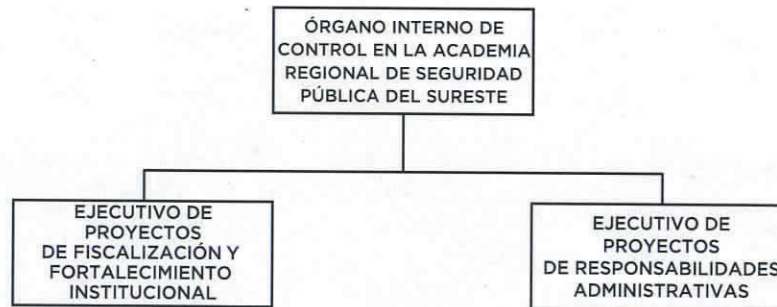 ÓRGANO INTERNO DE
CONTROL EN LA ACADEMIA
REGIONAL DE SEGURIDAD
PÚBLICA DEL SURESTE
EJECUTIVO DE
PROYECTOS
DE FISCALIZACIÓN Y
FORTALECIMIENTO
INSTITUCIONAL
EJECUTIVO DE
PROYECTOS
DE RESPONSABILIDADES
ADMINISTRATIVAS